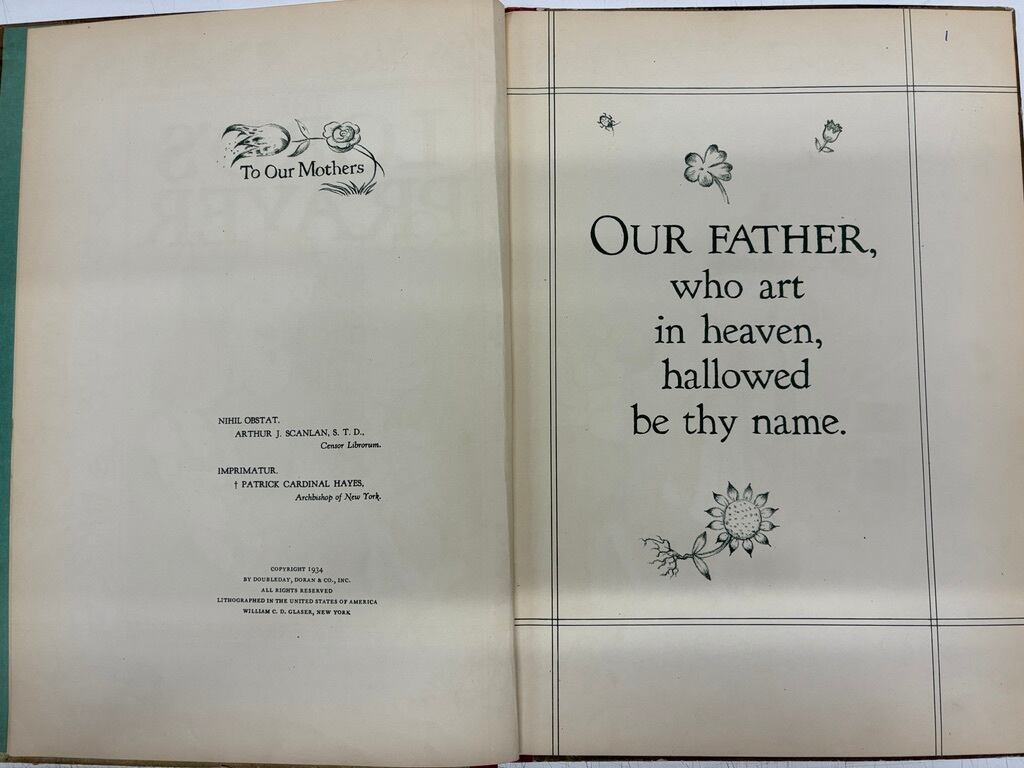 To Our Mothers
NIHIL OBSTAT.
ARTHUR J. SCANLAN, S. T. D.,
Censor Librorum.
IMPRIMATUR.
† PATRICK CARDINAL HAYES,
Archbishop of New York.
COPYRIGHT 1934
BY DOUBLEDAY, DORAN & CO., INC.
ALL RIGHTS RESERVED
LITHOGRAPHED IN THE UNITED STATES OF AMERICA
WILLIAM C. D. GLASER, NEW YORK
1
OUR FATHER,
who art
in heaven,
hallowed
be thy name.